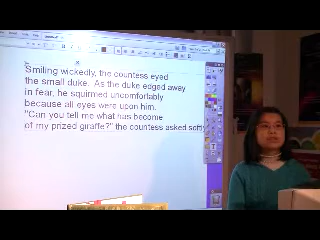 Smiling wickedly, the countess eyed
the small duke. As the duke edged away
in fear, he squirmed uncomfortably
because all eyes were upon him.
"Can you tell me what has become
of my prized giraffe?" the countess asked softly